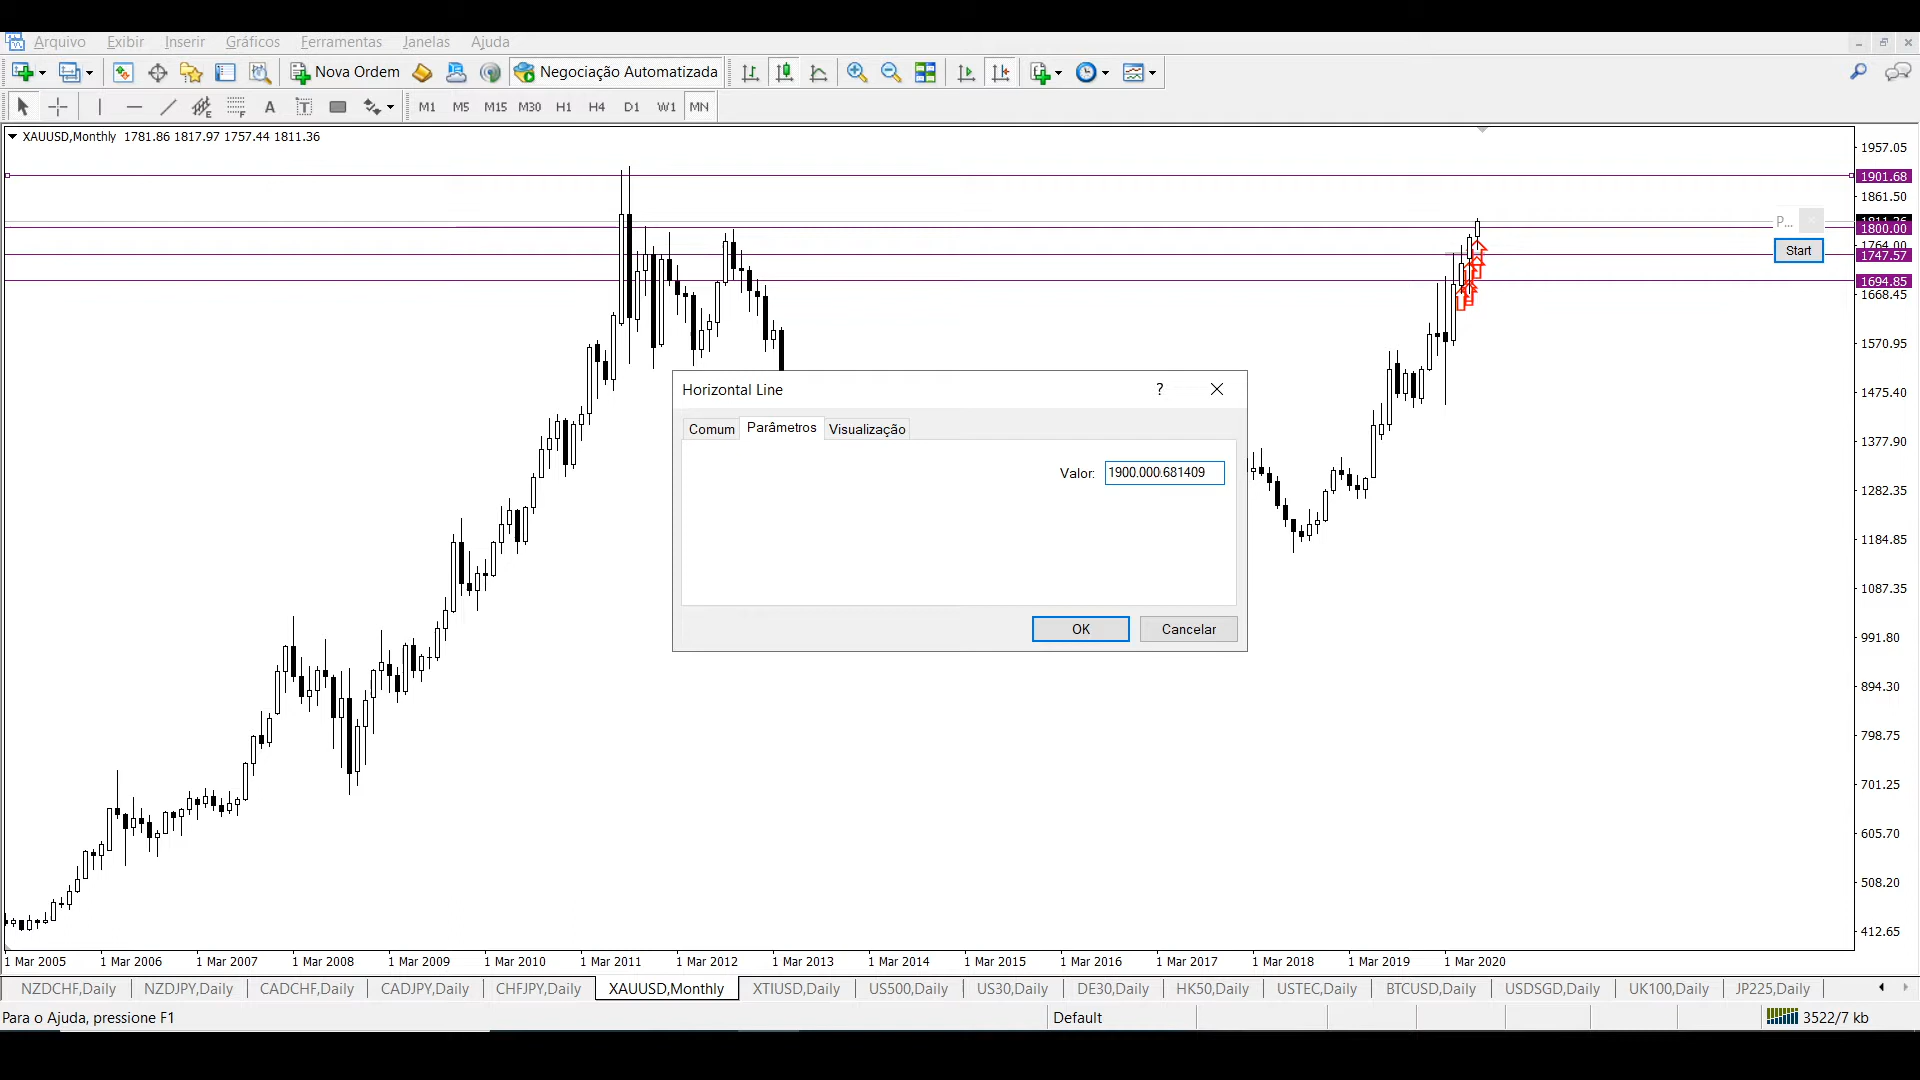 Arquivo Exibir Inserir Gráficos Ferramentas Janelas Ajuda
Nova Ordem Negociação Automatizada
A T M1 M5 M15 M30 H1 H4 D1 W1 MN
XAUUSD,Monthly 1781.86 1817.97 1757.44 1811.36
1957.05
1901.68
1861.50
P...
1811.36
1800.00
1764.00
Start
1747.57
1694.85
1668.45
1570.95
Horizontal Line ?
1475.40
Comum Parâmetros Visualização
1377.90
Valor: 1900.000.681409
1282.35
1184.85
1087.35
OK Cancelar
991.80
894.30
798.75
701.25
605.70
508.20
412.65
1 Mar 2005 1 Mar 2006 1 Mar 2007 1 Mar 2008 1 Mar 2009 1 Mar 2010 1 Mar 2011 1 Mar 2012 1 Mar 2013 1 Mar 2014 1 Mar 2015 1 Mar 2016 1 Mar 2017 1 Mar 2018 1 Mar 2019 1 Mar 2020
NZDCHF,Daily NZDJPY,Daily CADCHF,Daily CADJPY,Daily CHFJPY,Daily XAUUSD,Monthly XTIUSD,Daily US500,Daily US30,Daily DE30,Daily HK50,Daily USTEC,Daily BTCUSD,Daily USDSGD,Daily UK100,Daily JP225,Daily
Para o Ajuda, pressione F1 Default 3522/7 kb